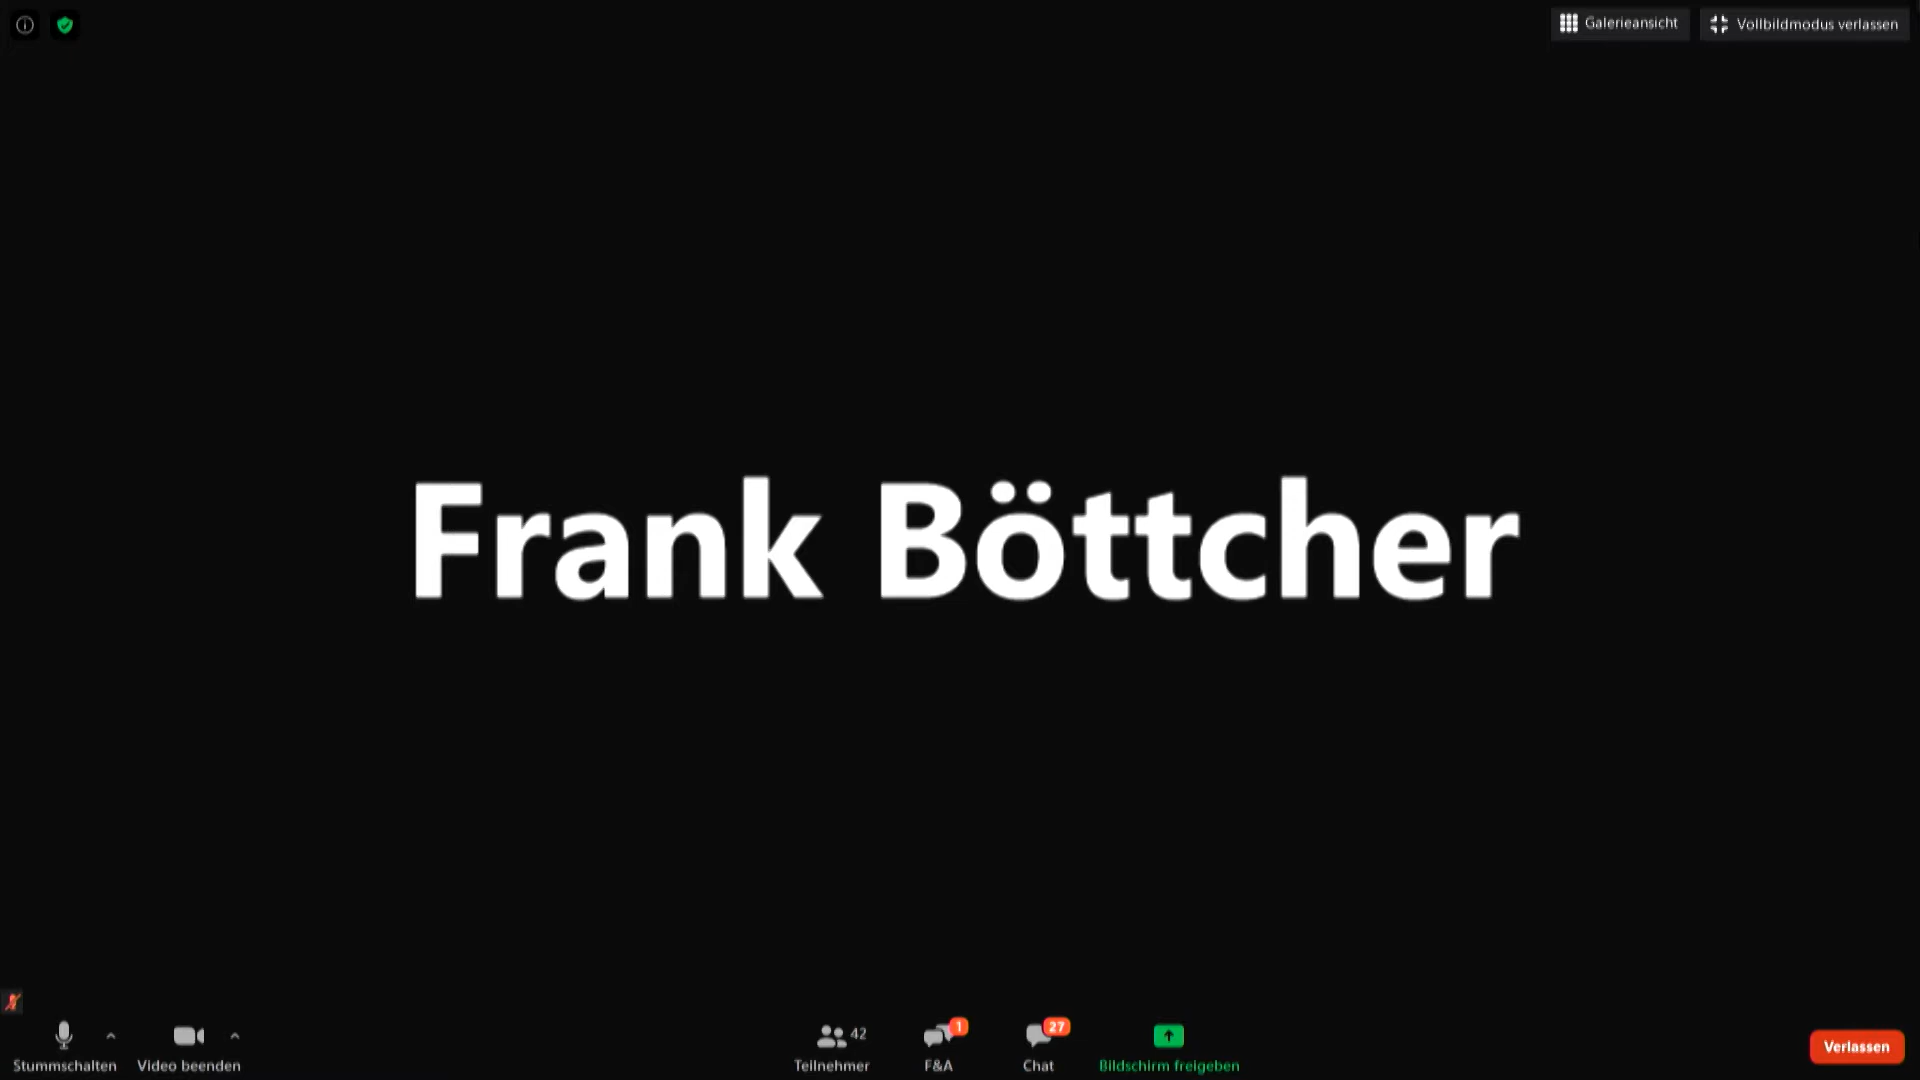 Galerieansicht
Vollbildmodus verlassen
Frank Böttcher
42
1
27
Stummschalten
Video beenden
Teilnehmer
F&A
Chat
Bildschirm freigeben
Verlassen